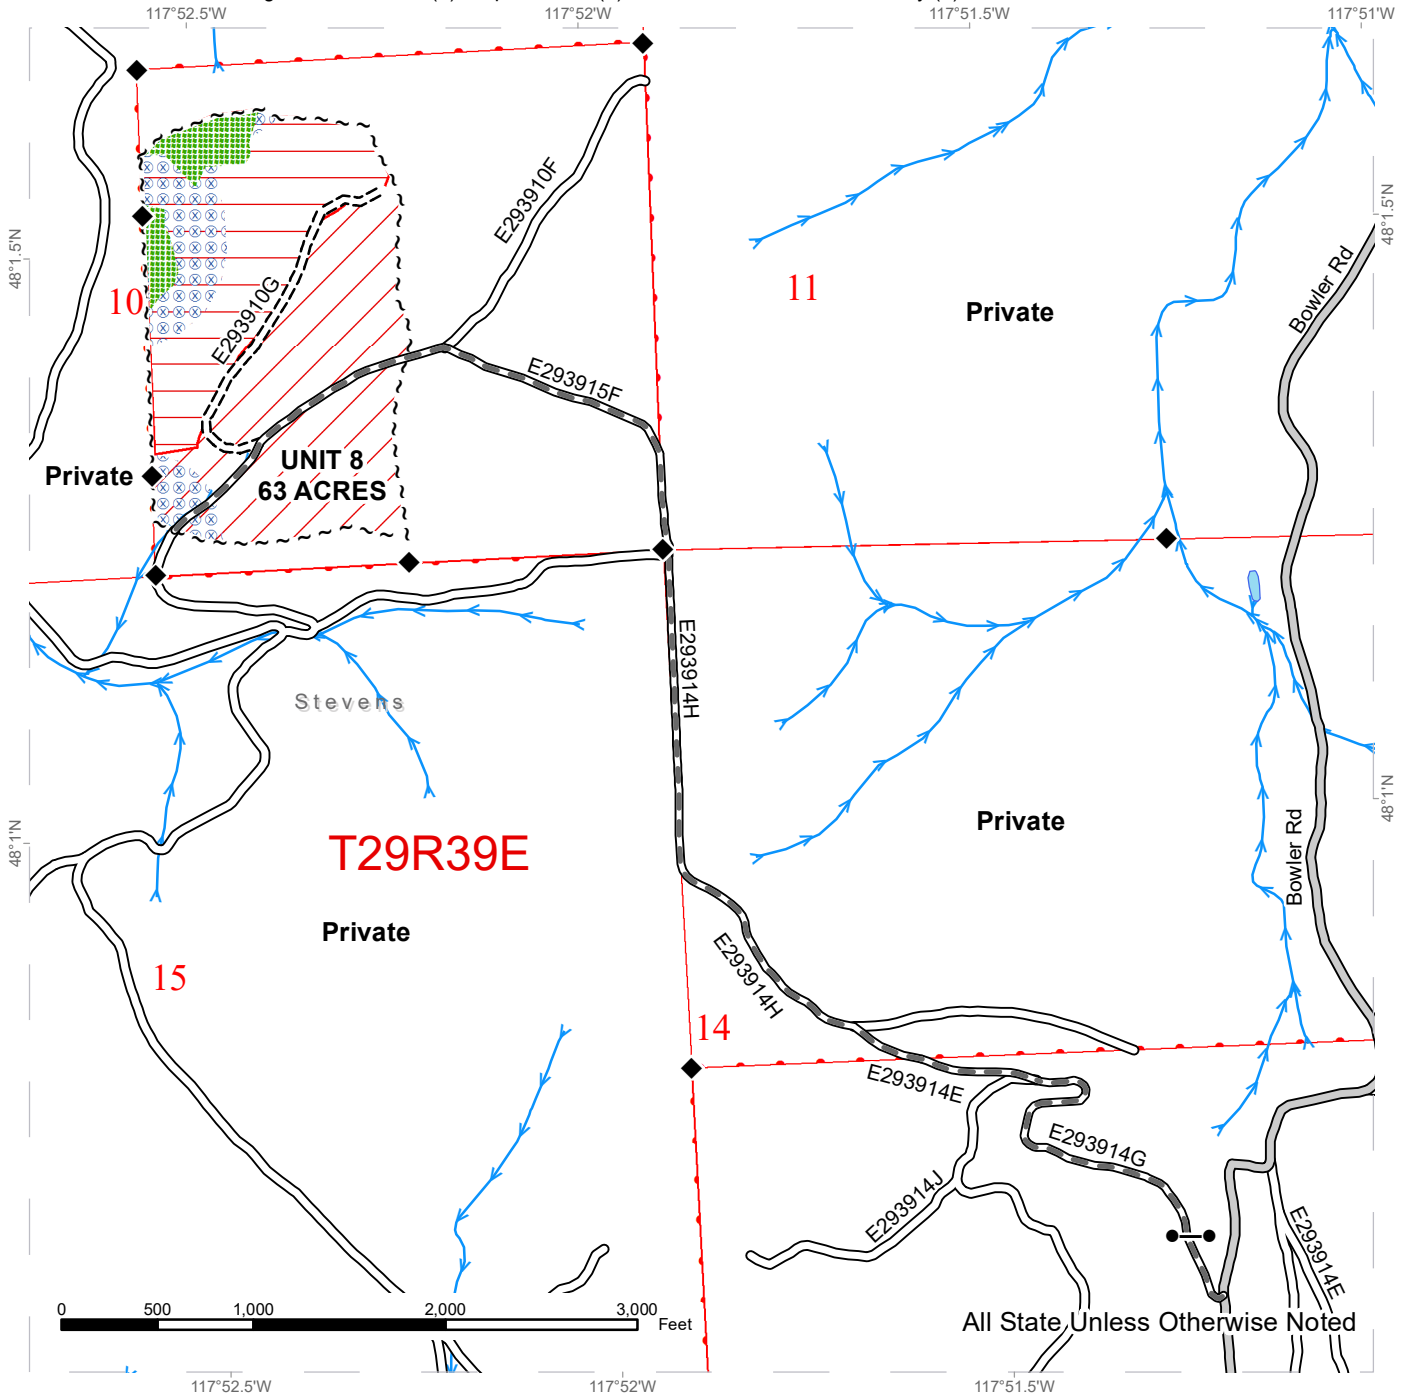 117°52.5'W
117°52'W
117°51.5'W
117°51'W
48°1.5'N
48°1.5'N
E293910F
10
E293910G
11
Private
Bowler Rd
E293915F
Private
UNIT 8
63 ACRES
E293914H
Stevens
48°1'N
48°1'N
T29R39E
Private
Bowler Rd
Private
15
E293914H
14
E293914E
E293914G
E293914J
E293914E
0
500
1,000
2,000
3,000
Feet
All State Unless Otherwise Noted
117°52.5'W
117°52'W
117°51.5'W